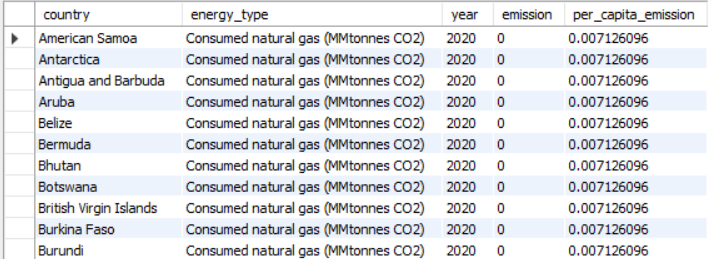 country energy_type year emission per_capita_emission
American Samoa Consumed natural gas (MMtonnes CO2) 2020 0 0.007126096
Antarctica Consumed natural gas (MMtonnes CO2) 2020 0 0.007126096
Antigua and Barbuda Consumed natural gas (MMtonnes CO2) 2020 0 0.007126096
Aruba Consumed natural gas (MMtonnes CO2) 2020 0 0.007126096
Belize Consumed natural gas (MMtonnes CO2) 2020 0 0.007126096
Bermuda Consumed natural gas (MMtonnes CO2) 2020 0 0.007126096
Bhutan Consumed natural gas (MMtonnes CO2) 2020 0 0.007126096
Botswana Consumed natural gas (MMtonnes CO2) 2020 0 0.007126096
British Virgin Islands Consumed natural gas (MMtonnes CO2) 2020 0 0.007126096
Burkina Faso Consumed natural gas (MMtonnes CO2) 2020 0 0.007126096
Burundi Consumed natural gas (MMtonnes CO2) 2020 0 0.007126096